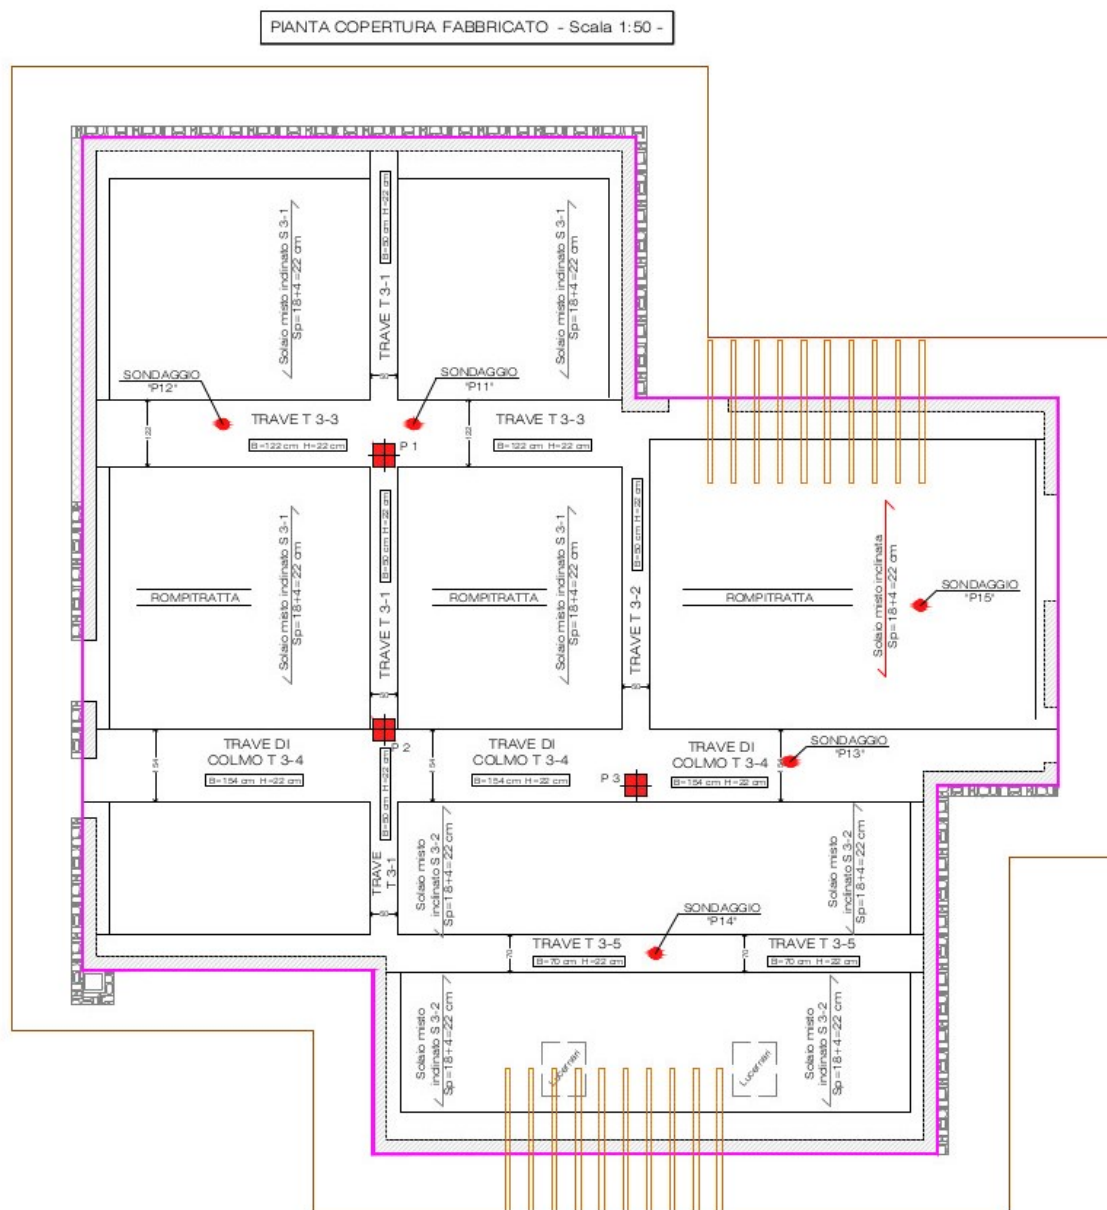 PIANTA COPERTURA FABBRICATO - Scala 1:50 -
B=50 cm H=22 cm
TRAVE T 3-1
50
Solaio misto inclinato S 3-1
Sp=18+4=22 cm
Solaio misto inclinato S 3-1
Sp=18+4=22 cm
SONDAGGIO
"P12"
SONDAGGIO
"P11"
TRAVE T 3-3
B=122 cm H=22 cm
122
TRAVE T 3-3
B=122 cm H=22 cm
122
P 1
Solaio misto inclinato S 3-1
Sp=18+4=22 cm
B=50 cm H=22 cm
TRAVE T 3-1
50
Solaio misto inclinato S 3-1
Sp=18+4=22 cm
B=50 cm H=22 cm
TRAVE T 3-2
50
Solaio misto inclinata
Sp=18+4=22 cm
ROMPITRATTA
ROMPITRATTA
ROMPITRATTA
SONDAGGIO
"P15"
P 2
TRAVE DI
COLMO T 3-4
B=154 cm H=22 cm
154
TRAVE DI
COLMO T 3-4
B=154 cm H=22 cm
154
TRAVE DI
COLMO T 3-4
B=154 cm H=22 cm
SONDAGGIO
"P13"
P 3
B=50 cm H=22 cm
TRAVE
T 3-1
50
Solaio misto
inclinato S 3-2
Sp=18+4=22 cm
Solaio misto
inclinato S 3-2
Sp=18+4=22 cm
SONDAGGIO
"P14"
TRAVE T 3-5
B=70 cm H=22 cm
70
TRAVE T 3-5
B=70 cm H=22 cm
70
Solaio misto
inclinato S 3-2
Sp=18+4=22 cm
Solaio misto
inclinato S 3-2
Sp=18+4=22 cm
Lucernari
Lucernari